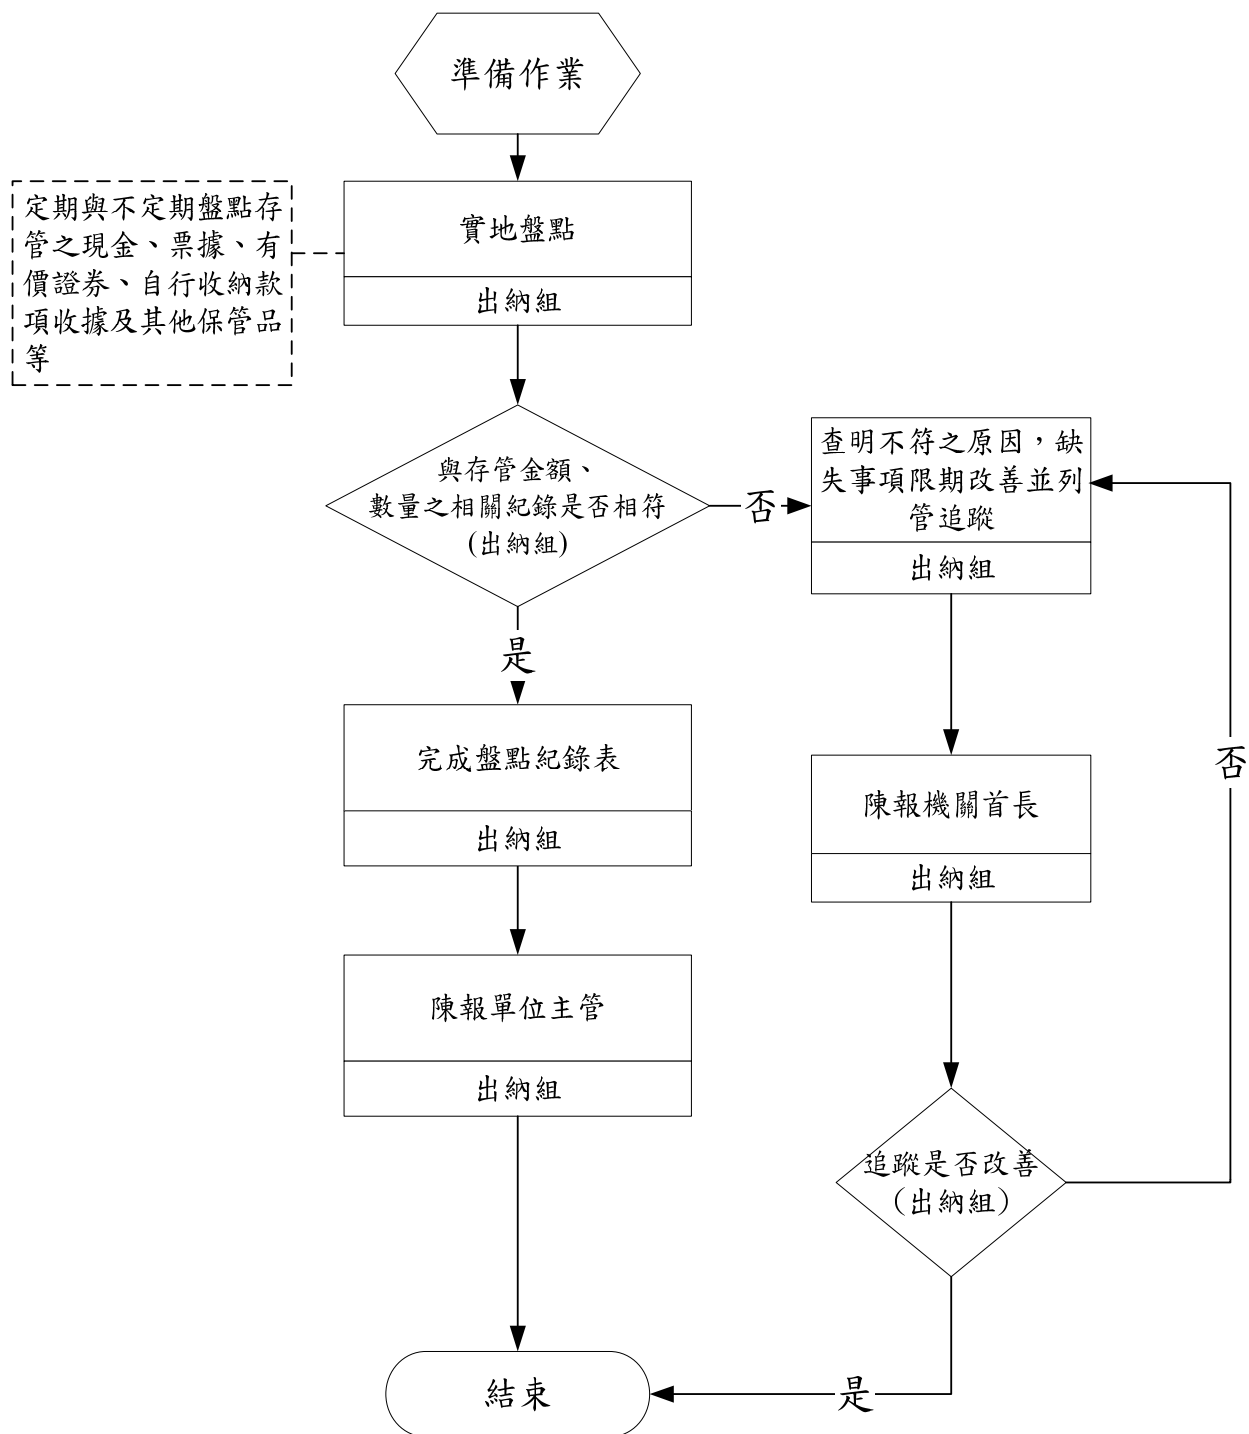 準備作業
定期與不定期盤點存
管之現金、票據、有
價證券、自行收納款
項收據及其他保管品
等
實地盤點
出納組
與存管金額、
數量之相關紀錄是否相符
(出納組)
否
查明不符之原因，缺
失事項限期改善並列
管追蹤
出納組
是
完成盤點紀錄表
出納組
陳報機關首長
出納組
否
陳報單位主管
出納組
追蹤是否改善
(出納組)
是
結束